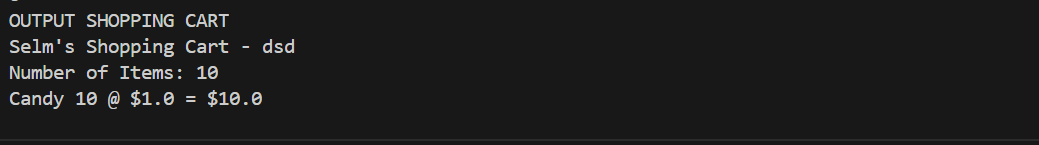 OUTPUT SHOPPING CART
Selm's Shopping Cart - dsd
Number of Items: 10
Candy 10 @ $1.0 = $10.0